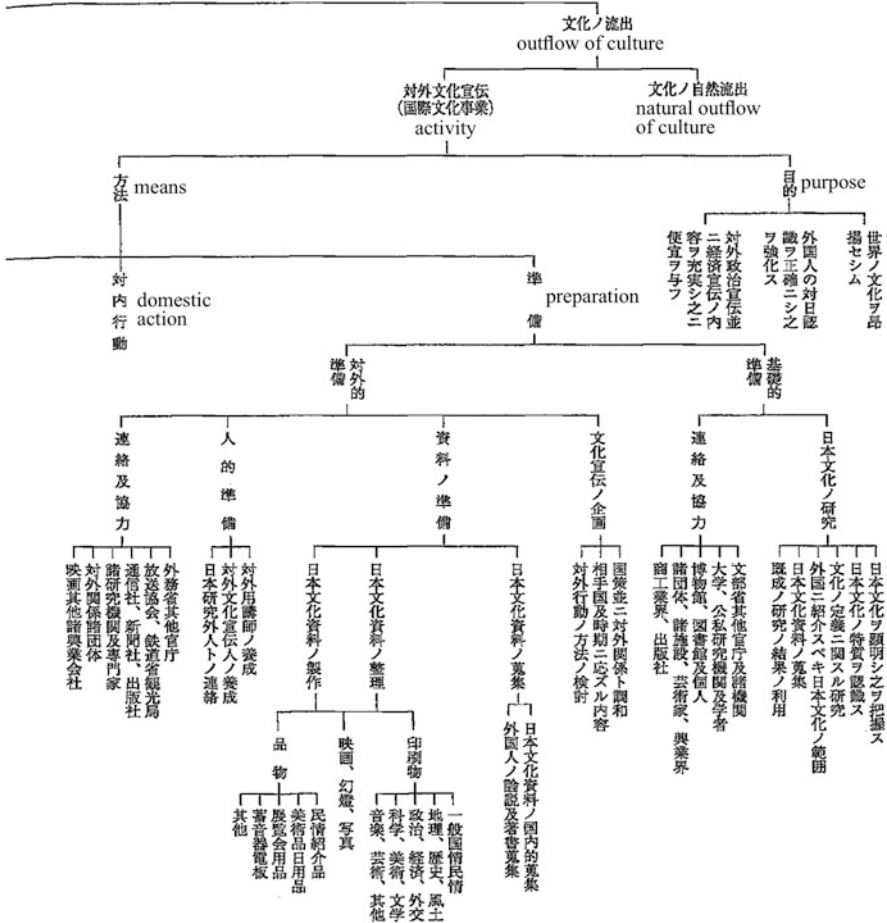 文化ノ流出
outflow of culture
対外文化宣伝
(国際文化事業)
activity
文化ノ自然流出
natural outflow
of culture
方法
means
目的
purpose
世界ノ文化ヲ昂
揚セシム
外国人の対日認
識ヲ正確ニシ之
ヲ強化ス
対外政治宣伝並
ニ経済宣伝ノ内
容ヲ充実シ之ニ
便宜ヲ与フ
対内行動
domestic
action
準備
preparation
基礎的
準備
対外的
準備
日本文化ノ研究
連絡及協力
文化宣伝ノ企画
資料ノ準備
人的準備
連絡及協力
日本文化ヲ顕明シ之ヲ把握ス
日本文化ノ特質ヲ認識ス
文化ノ定義ニ関スル研究
外国ニ紹介スベキ日本文化ノ範囲
日本文化資料ノ蒐集
既成ノ研究ノ結果ノ利用
文部省其他官庁及諸機関
大学、公私研究機関及学者
博物館、図書館及個人
諸団体、諸施設、芸術家、興業界
商工業界、出版社
国策並ニ対外関係ト調和
相手国及時期ニ応ズル内容
対外行動ノ方法ノ検討
日本文化資料ノ蒐集
日本文化資料ノ整理
日本文化資料ノ製作
対外用講師ノ養成
対外文化宣伝人ノ養成
日本研究外人トノ連絡
外務省其他官庁
放送協会、鉄道省観光局
通信社、新聞社、出版社
諸研究機関及専門家
対外関係諸団体
映画其他諸興業会社
日本文化資料ノ国内的蒐集
外国人ノ論説及著書蒐集
印刷物
映画、幻燈、写真
品物
一般国情民情
地理、歴史、風土
政治、経済、外交
科学、美術、文学
音楽、芸術、其他
民情紹介品
美術品日用品
展覧会用品
蓄音器電板
其他